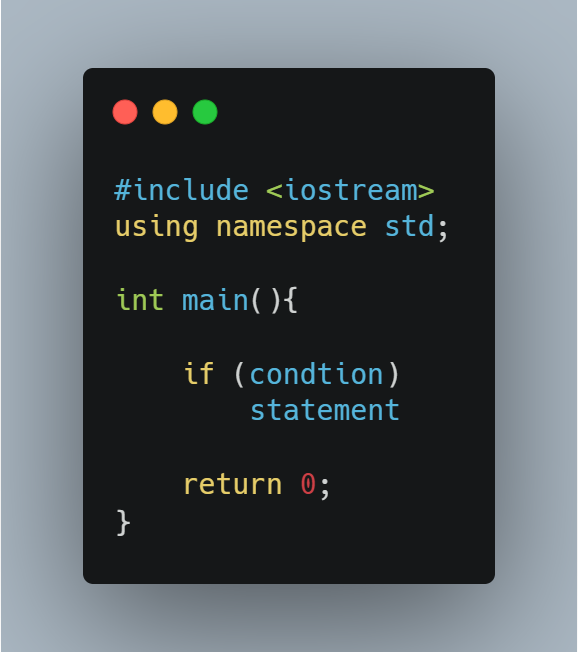 #include <iostream>
using namespace std;
int main(){
if (condtion)
statement
return 0;
}